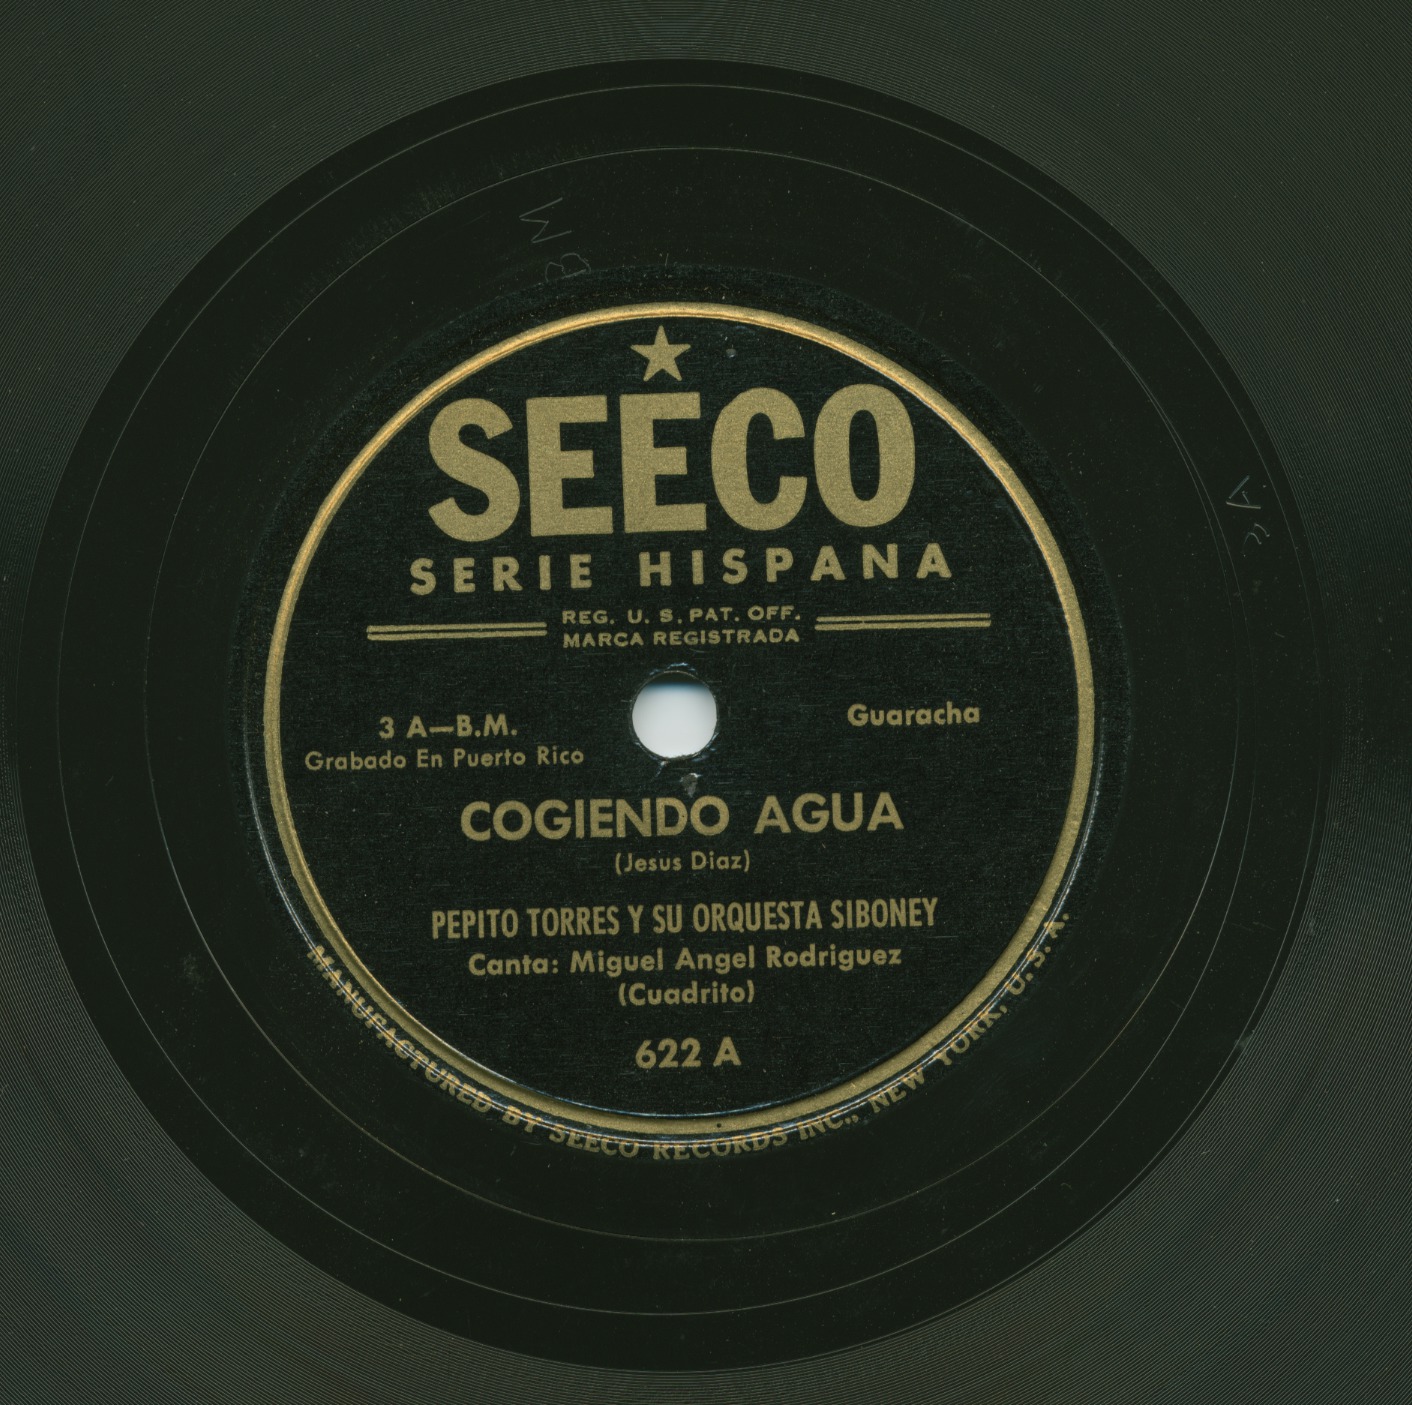 SEECO
SERIE HISPANA
REG. U. S. PAT. OFF.
MARCA REGISTRADA
3 A—B.M.
Grabado En Puerto Rico
Guaracha
COGIENDO AGUA
(Jesus Diaz)
PEPITO TORRES Y SU ORQUESTA SIBONEY
Canta: Miguel Angel Rodriguez
(Cuadrito)
622 A
MANUFACTURED BY SEECO RECORDS INC., NEW YORK, U. S. A.
BM